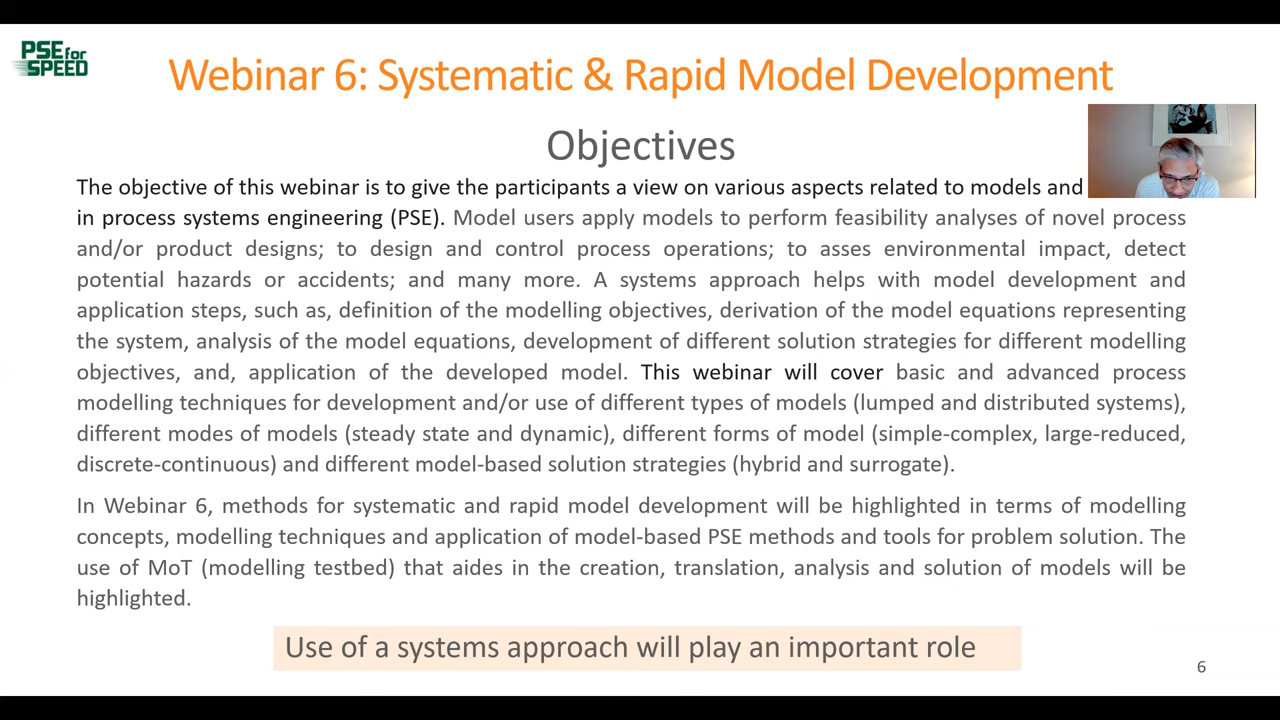 PSE for
SPEED
Webinar 6: Systematic & Rapid Model Development
Objectives
The objective of this webinar is to give the participants a view on various aspects related to models and
in process systems engineering (PSE). Model users apply models to perform feasibility analyses of novel process
and/or product designs; to design and control process operations; to asses environmental impact, detect
potential hazards or accidents; and many more. A systems approach helps with model development and
application steps, such as, definition of the modelling objectives, derivation of the model equations representing
the system, analysis of the model equations, development of different solution strategies for different modelling
objectives, and, application of the developed model. This webinar will cover basic and advanced process
modelling techniques for development and/or use of different types of models (lumped and distributed systems),
different modes of models (steady state and dynamic), different forms of model (simple-complex, large-reduced,
discrete-continuous) and different model-based solution strategies (hybrid and surrogate).
In Webinar 6, methods for systematic and rapid model development will be highlighted in terms of modelling
concepts, modelling techniques and application of model-based PSE methods and tools for problem solution. The
use of MoT (modelling testbed) that aides in the creation, translation, analysis and solution of models will be
highlighted.
Use of a systems approach will play an important role
6